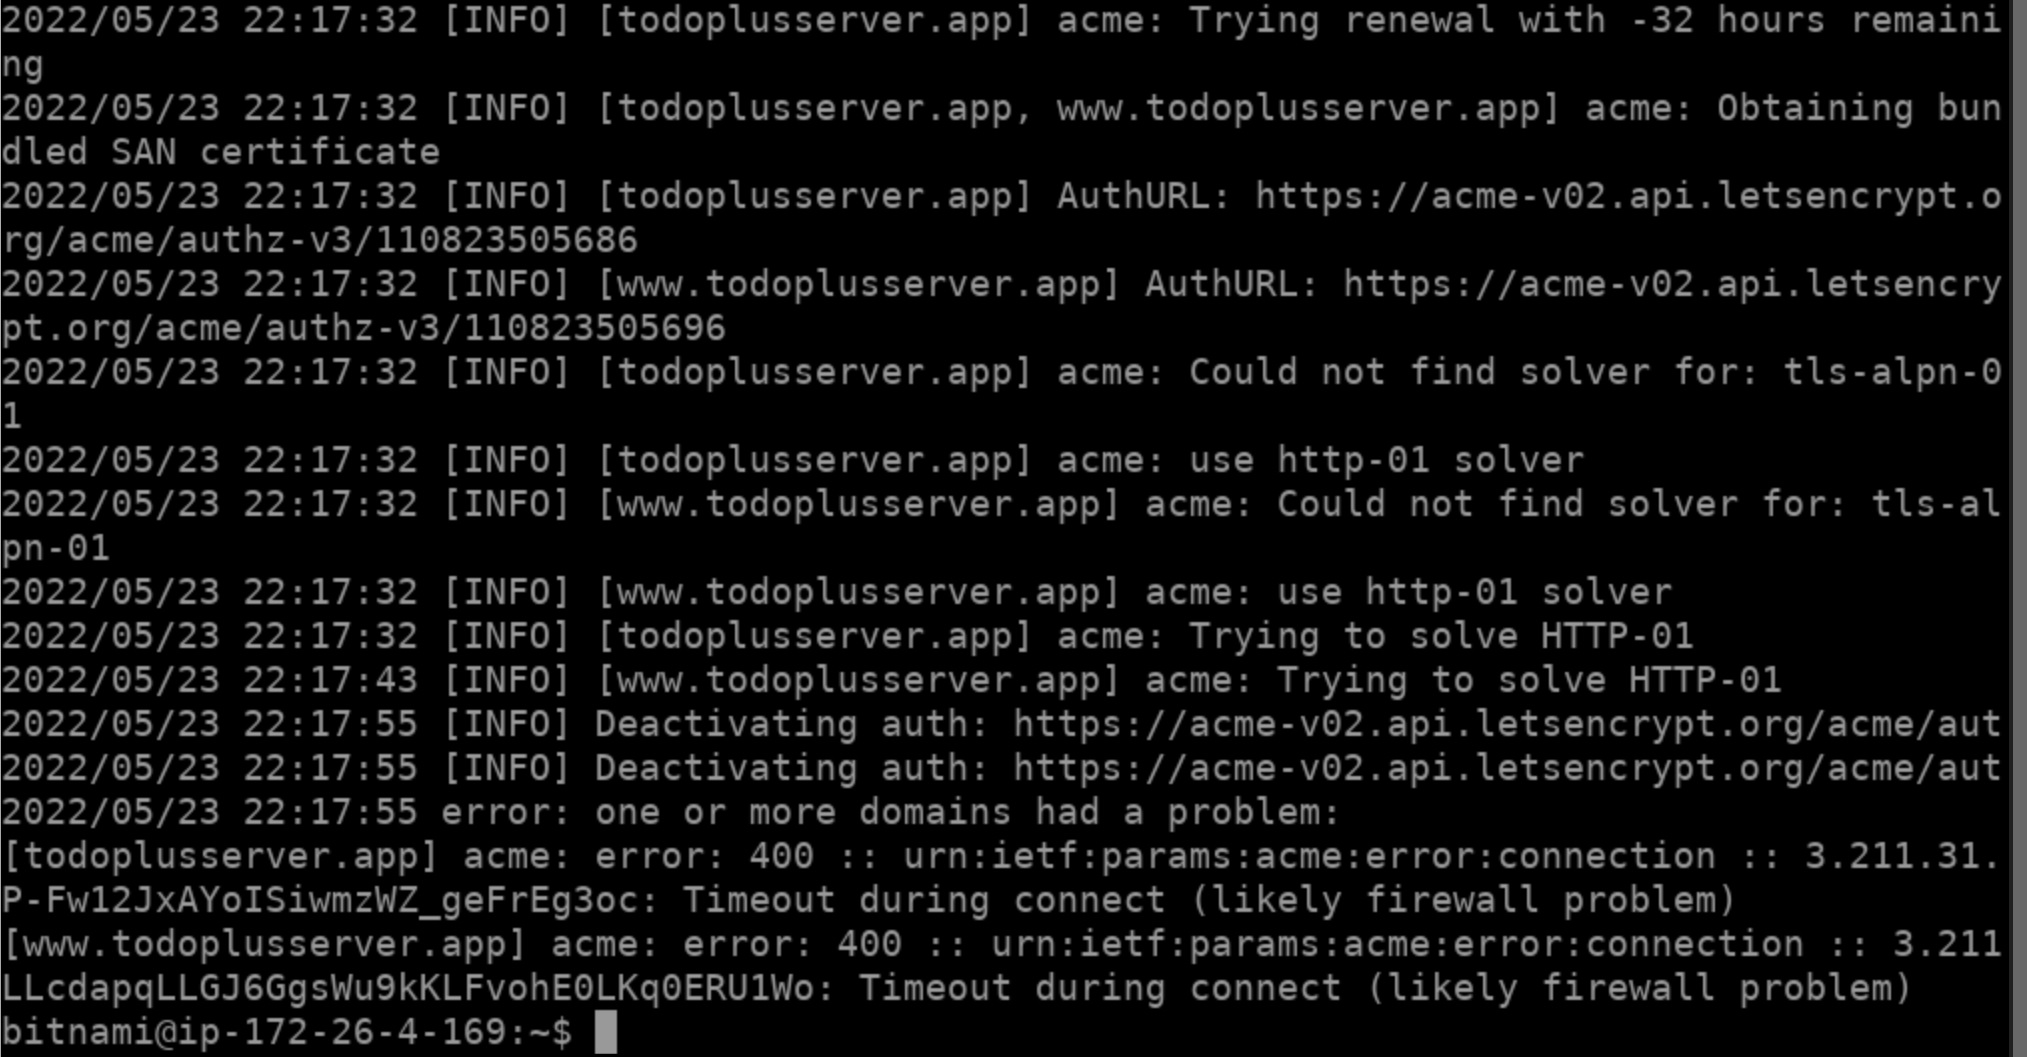 2022/05/23 22:17:32 [INFO] [todoplusserver.app] acme: Trying renewal with -32 hours remaini
ng
2022/05/23 22:17:32 [INFO] [todoplusserver.app, www.todoplusserver.app] acme: Obtaining bun
dled SAN certificate
2022/05/23 22:17:32 [INFO] [todoplusserver.app] AuthURL: https://acme-v02.api.letsencrypt.o
rg/acme/authz-v3/110823505686
2022/05/23 22:17:32 [INFO] [www.todoplusserver.app] AuthURL: https://acme-v02.api.letsencry
pt.org/acme/authz-v3/110823505696
2022/05/23 22:17:32 [INFO] [todoplusserver.app] acme: Could not find solver for: tls-alpn-0
1
2022/05/23 22:17:32 [INFO] [todoplusserver.app] acme: use http-01 solver
2022/05/23 22:17:32 [INFO] [www.todoplusserver.app] acme: Could not find solver for: tls-al
pn-01
2022/05/23 22:17:32 [INFO] [www.todoplusserver.app] acme: use http-01 solver
2022/05/23 22:17:32 [INFO] [todoplusserver.app] acme: Trying to solve HTTP-01
2022/05/23 22:17:43 [INFO] [www.todoplusserver.app] acme: Trying to solve HTTP-01
2022/05/23 22:17:55 [INFO] Deactivating auth: https://acme-v02.api.letsencrypt.org/acme/aut
2022/05/23 22:17:55 [INFO] Deactivating auth: https://acme-v02.api.letsencrypt.org/acme/aut
2022/05/23 22:17:55 error: one or more domains had a problem:
[todoplusserver.app] acme: error: 400 :: urn:ietf:params:acme:error:connection :: 3.211.31.
P-Fw12JxAYoISiwmzWZ_geFrEg3oc: Timeout during connect (likely firewall problem)
[www.todoplusserver.app] acme: error: 400 :: urn:ietf:params:acme:error:connection :: 3.211
LLcdapqLLGJ6GgsWu9kKLFvohE0LKq0ERU1Wo: Timeout during connect (likely firewall problem)
bitnami@ip-172-26-4-169:~$